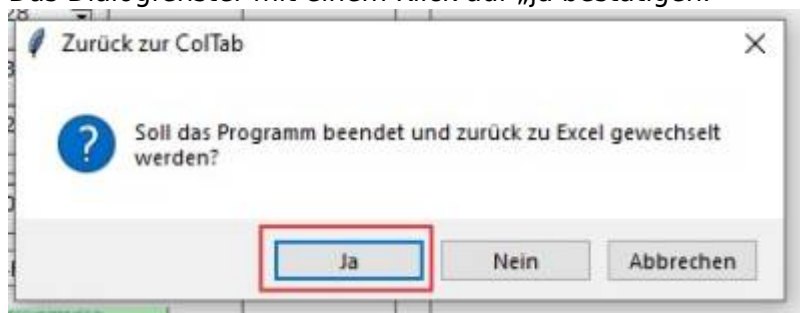 Das Dialogfenster mit einem Klick auf „Ja bestätigen.
28
Zurück zur ColTab
Soll das Programm beendet und zurück zu Excel gewechselt
werden?
Ja
Nein
Abbrechen